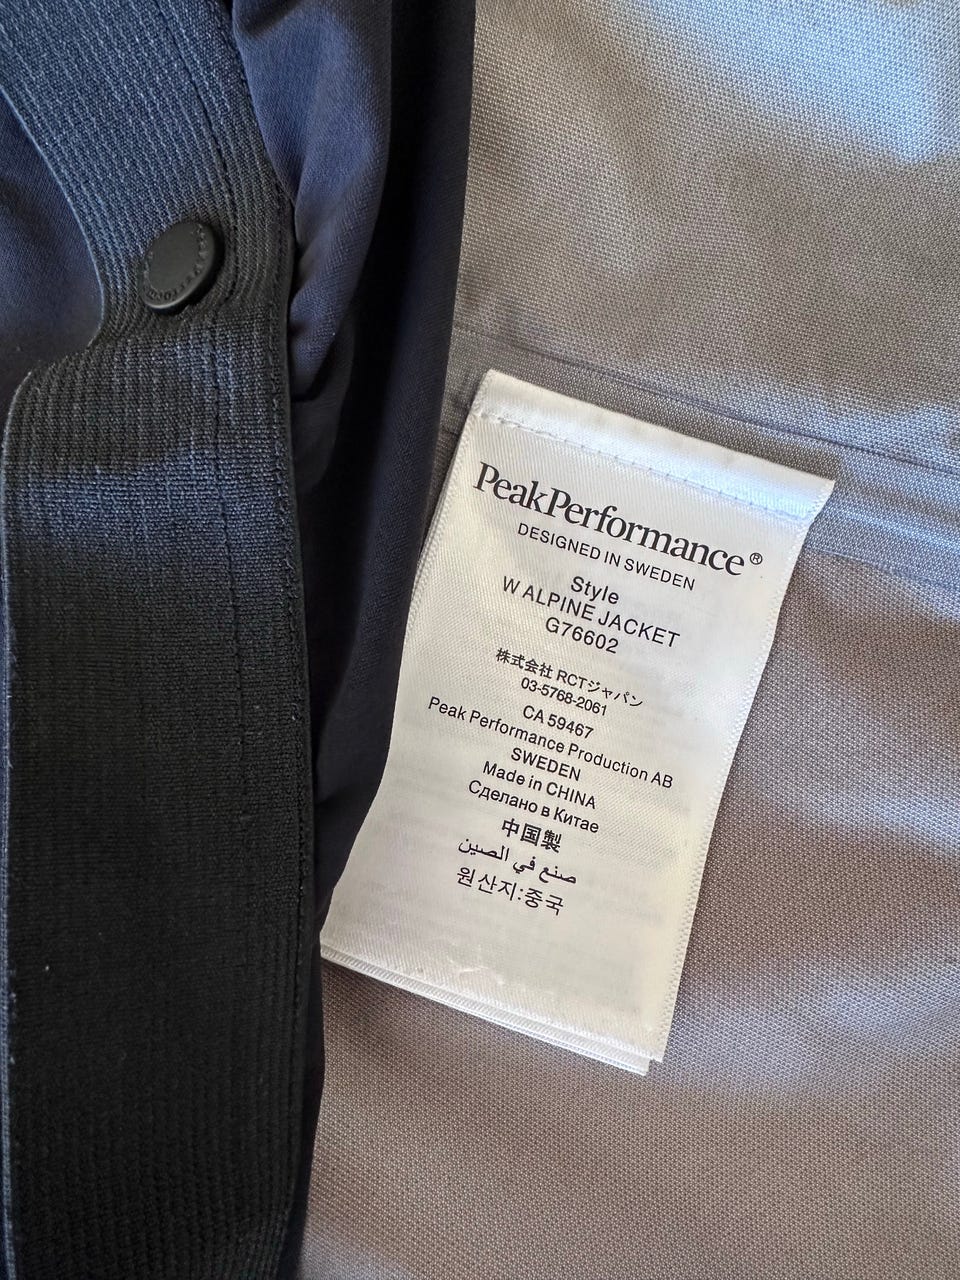 PeakPerformance®
DESIGNED IN SWEDEN
Style
W ALPINE JACKET
G76602
株式会社 RCTジャパン
03-5768-2061
CA 59467
Peak Performance Production AB
SWEDEN
Made in CHINA
Сделано в Китае
中国製
صنع في الصين
원산지:중국